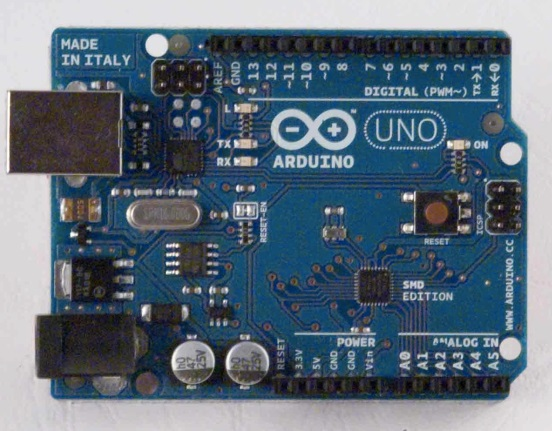 MADE
IN ITALY
AREF
GND
13
12
~11
~10
~9
8
7
~6
~5
4
~3
2
TX→1
RX←0
DIGITAL (PWM~)
L
TX
RX
ARDUINO
UNO
ON
RESET-EN
RESET
ICSP
SMD
EDITION
WWW.ARDUINO.CC
47
25V
47
25V
POWER
ANALOG IN
RESET
3.3V
5V
GND
GND
Vin
A0
A1
A2
A3
A4
A5